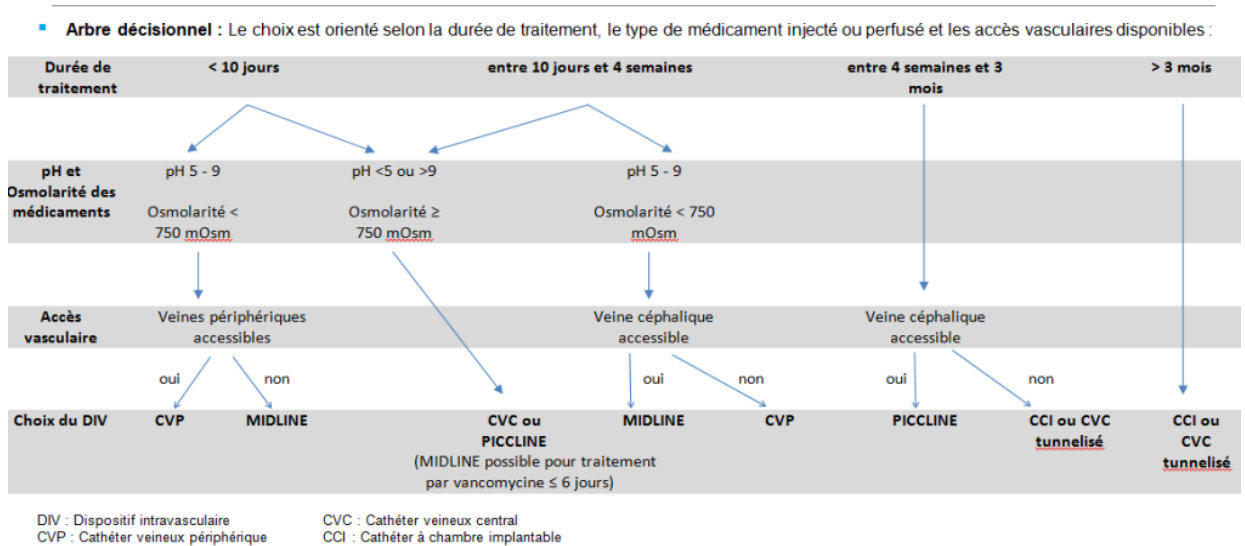 ▪ Arbre décisionnel : Le choix est orienté selon la durée de traitement, le type de médicament injecté ou perfusé et les accès vasculaires disponibles :
Durée de traitement
< 10 jours
entre 10 jours et 4 semaines
entre 4 semaines et 3
mois
> 3 mois
pH et
Osmolarité des
médicaments
pH 5 - 9
Osmolarité <
750 mOsm
pH <5 ou >9
Osmolarité ≥
750 mOsm
pH 5 - 9
Osmolarité < 750
mOsm
Accès
vasculaire
Veines périphériques
accessibles
Veine céphalique
accessible
Veine céphalique
accessible
oui
non
oui
non
oui
non
Choix du DIV
CVP
MIDLINE
CVC ou
PICCLINE
(MIDLINE possible pour traitement
par vancomycine ≤ 6 jours)
MIDLINE
CVP
PICCLINE
CCI ou CVC
tunnelisé
CCI ou
CVC
tunnelisé
DIV : Dispositif intravasculaire
CVC : Cathéter veineux central
CVP : Cathéter veineux périphérique
CCI : Cathéter à chambre implantable